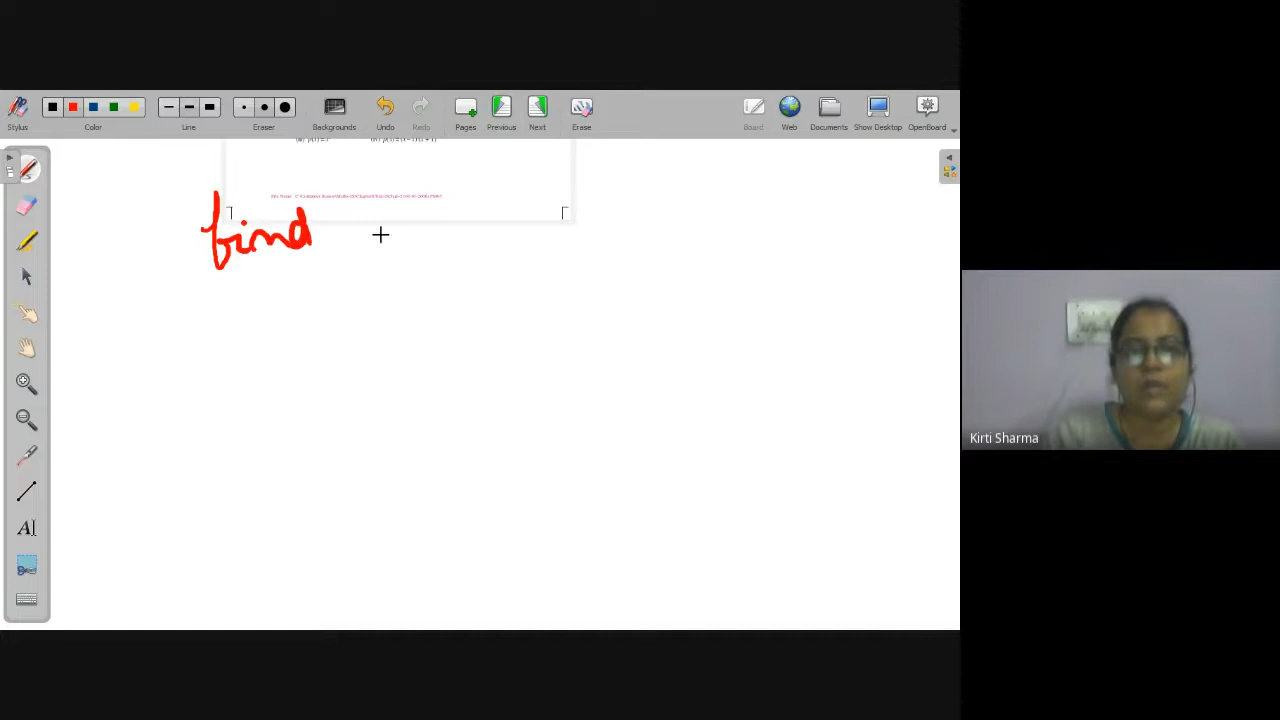 Stylus
Color
Line
Eraser
Backgrounds
Undo
Redo
Pages
Previous
Next
Erase
Board
Web
Documents
Show Desktop
OpenBoard
find
Kirti Sharma